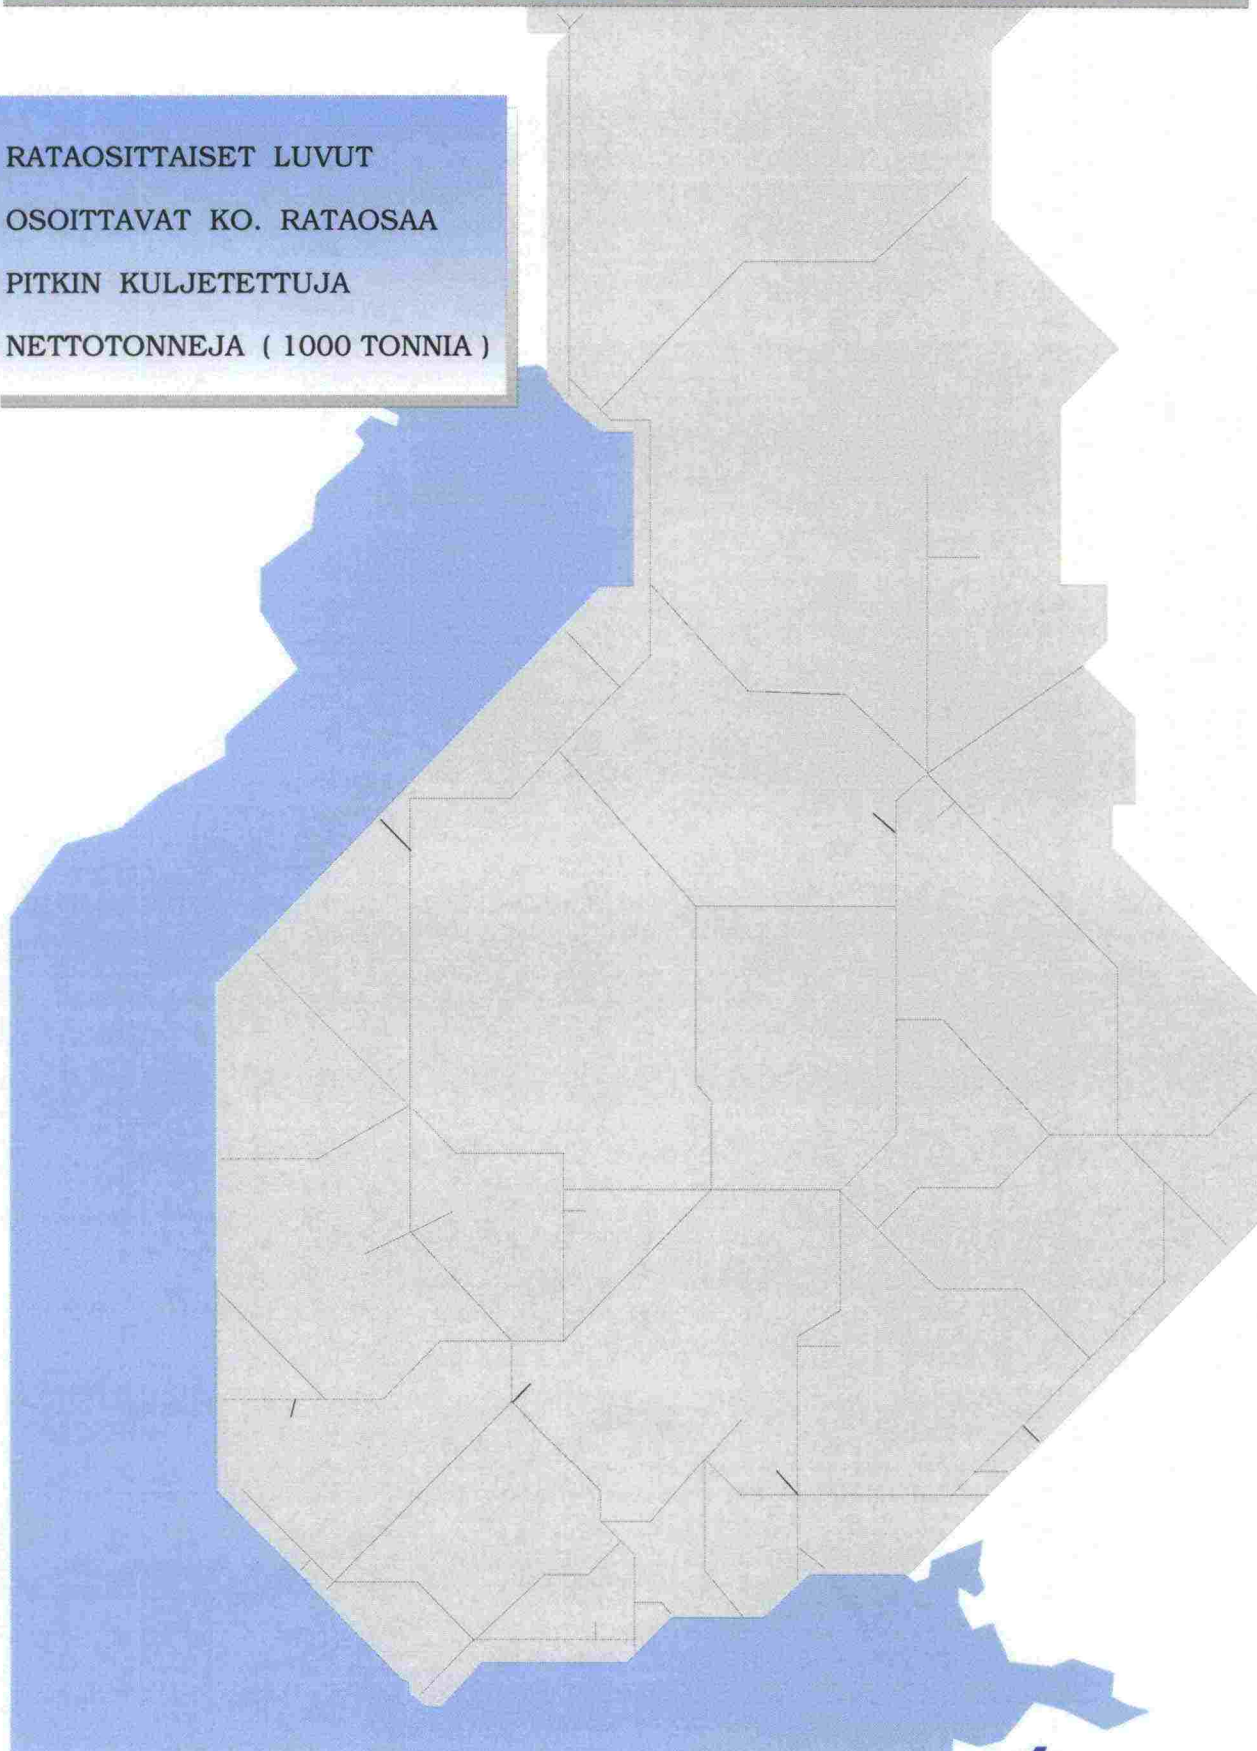 RATAOSITTAISET LUVUT
OSOITTAVAT KO. RATAOSAA
PITKIN KULJETETTUJA
NETTOTONNEJA ( 1000 TONNIA )